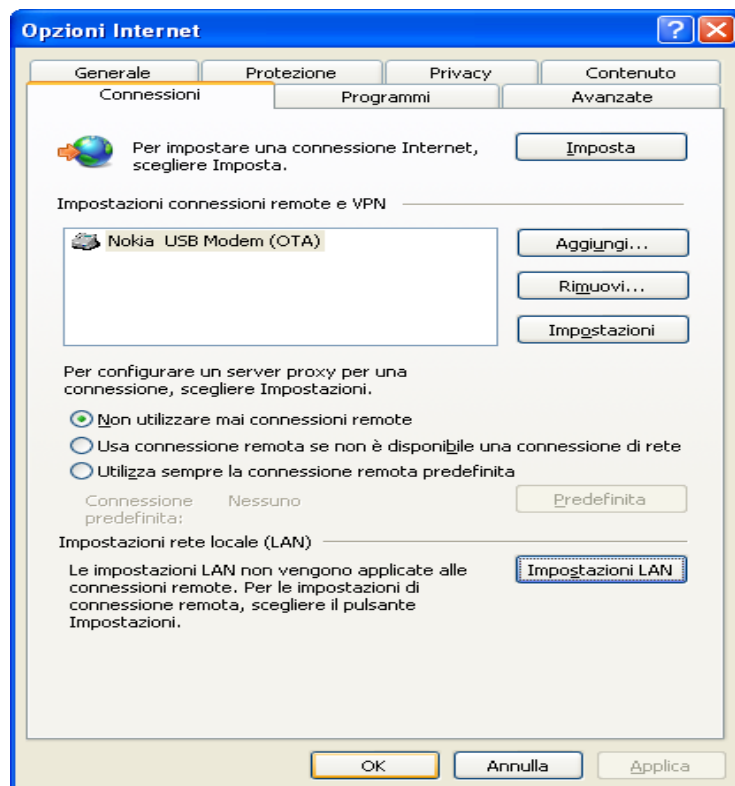 Opzioni Internet
Generale
Protezione
Privacy
Contenuto
Connessioni
Programmi
Avanzate
Per impostare una connessione Internet,
scegliere Imposta.
Imposta
Impostazioni connessioni remote e VPN
Nokia USB Modem (OTA)
Aggiungi...
Rimuovi...
Impostazioni
Per configurare un server proxy per una
connessione, scegliere Impostazioni.
Non utilizzare mai connessioni remote
Usa connessione remota se non è disponibile una connessione di rete
Utilizza sempre la connessione remota predefinita
Connessione
predefinita:
Nessuno
Predefinita
Impostazioni rete locale (LAN)
Le impostazioni LAN non vengono applicate alle
connessioni remote. Per le impostazioni di
connessione remota, scegliere il pulsante
Impostazioni.
Impostazioni LAN
OK
Annulla
Applica